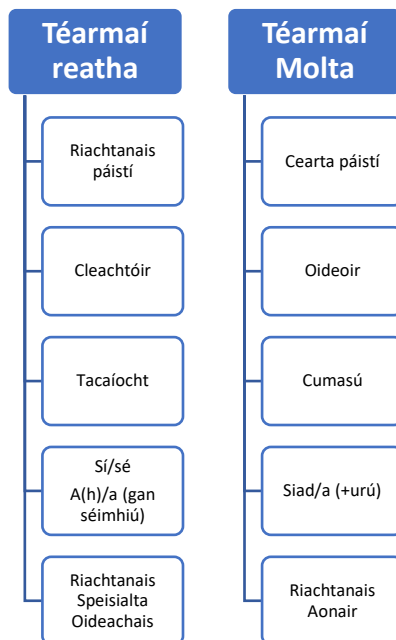 Téarmaí
reatha
Riachtanais
páistí
Cleachtóir
Tacaíocht
Sí/sé
A(h)/a (gan
séimhiú)
Riachtanais
Speisialta
Oideachais
Téarmaí
Molta
Cearta páistí
Oideoir
Cumasú
Siad/a (+urú)
Riachtanais
Aonair